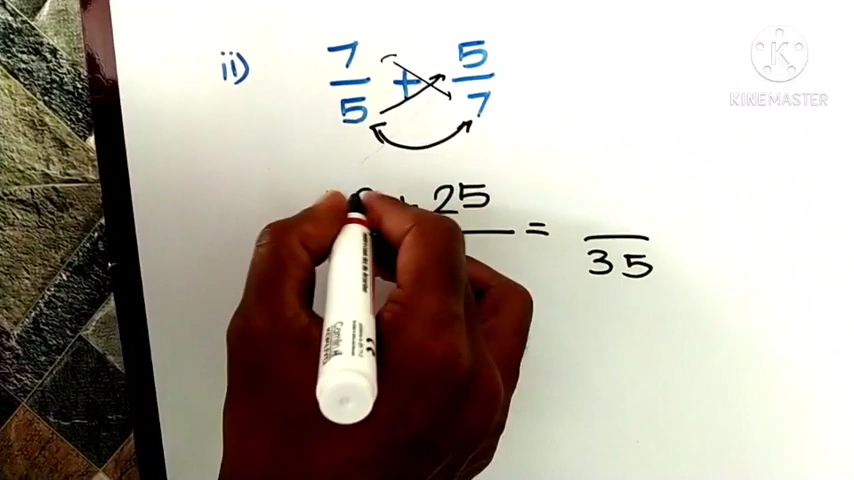 ii) 7/5 + 5/7
+ 25 = /35
KINEMASTER